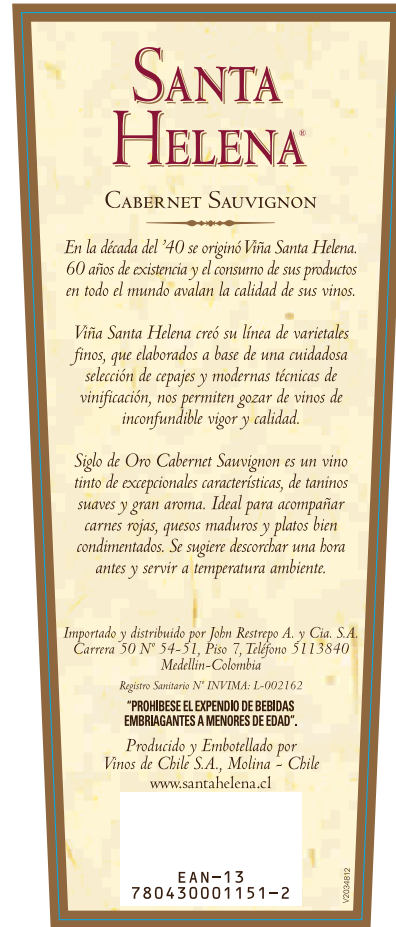 SANTA
HELENA®
CABERNET SAUVIGNON
En la década del '40 se originó Viña Santa Helena.
60 años de existencia y el consumo de sus productos
en todo el mundo avalan la calidad de sus vinos.
Viña Santa Helena creó su línea de varietales
finos, que elaborados a base de una cuidadosa
selección de cepajes y modernas técnicas de
vinificación, nos permiten gozar de vinos de
inconfundible vigor y calidad.
Siglo de Oro Cabernet Sauvignon es un vino
tinto de excepcionales características, de taninos
suaves y gran aroma. Ideal para acompañar
carnes rojas, quesos maduros y platos bien
condimentados. Se sugiere descorchar una hora
antes y servir a temperatura ambiente.
Importado y distribuido por John Restrepo A. y Cia. S.A.
Carrera 50 N° 54-51, Piso 7, Teléfono 5113840
Medellin-Colombia
Registro Sanitario N° INVIMA: L-002162
"PROHIBESE EL EXPENDIO DE BEBIDAS
EMBRIAGANTES A MENORES DE EDAD".
Producido y Embotellado por
Vinos de Chile S.A., Molina - Chile
www.santahelena.cl
EAN-13
780430001151-2
V2034812